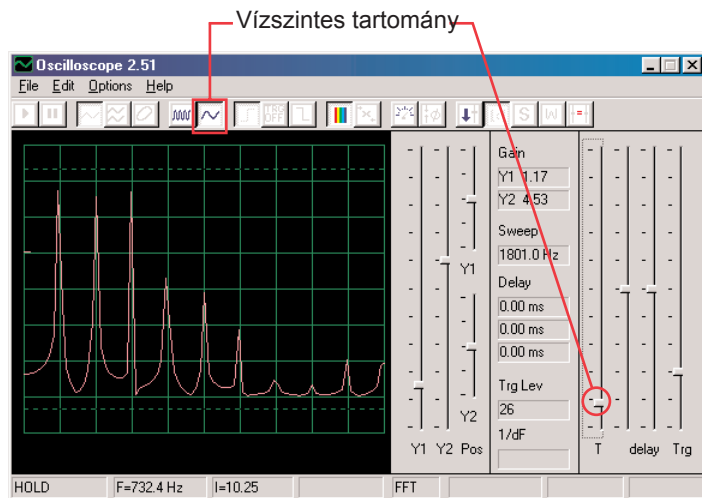 Vízszintes tartomány
Oscilloscope 2.51
File Edit Options Help
TRG OFF
S W
Gain
Y1 1.17
Y2 4.53
Sweep
1801.0 Hz
Delay
0.00 ms
0.00 ms
0.00 ms
Trg Lev
26
1/dF
Y1
Y2
Y1 Y2 Pos
T delay Trg
HOLD F=732.4 Hz I=10.25 FFT